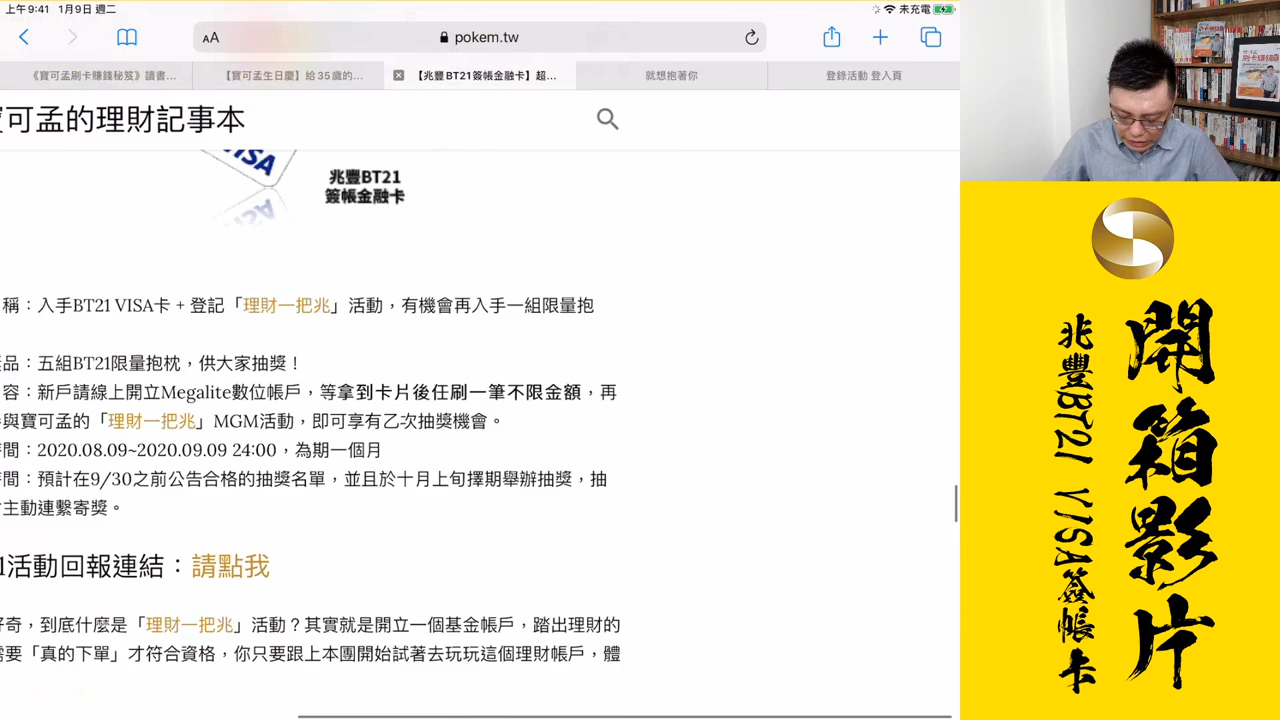 上午9:41 1月9日 週二
未充電
AA
pokem.tw
《寶可孟刷卡賺錢秘笈》讀書...
【寶可孟生日慶】給35歲的...
【兆豐BT21簽帳金融卡】超...
就想抱著你
登錄活動 登入頁
可孟的理財記事本
VISA
兆豐BT21
簽帳金融卡
稱：入手BT21 VISA卡 + 登記「理財一把兆」活動，有機會再入手一組限量抱
品：五組BT21限量抱枕，供大家抽獎！
容：新戶請線上開立Megalite數位帳戶，等拿到卡片後任刷一筆不限金額，再
與寶可孟的「理財一把兆」MGM活動，即可享有乙次抽獎機會。
間：2020.08.09~2020.09.09 24:00，為期一個月
間：預計在9/30之前公告合格的抽獎名單，並且於十月上旬擇期舉辦抽獎，抽
主動連繫寄獎。
1活動回報連結：請點我
奇，到底什麼是「理財一把兆」活動？其實就是開立一個基金帳戶，踏出理財的
需要「真的下單」才符合資格，你只要跟上本團開始試著去玩玩這個理財帳戶，體
開箱影片
兆豐BT21 VISA簽帳卡